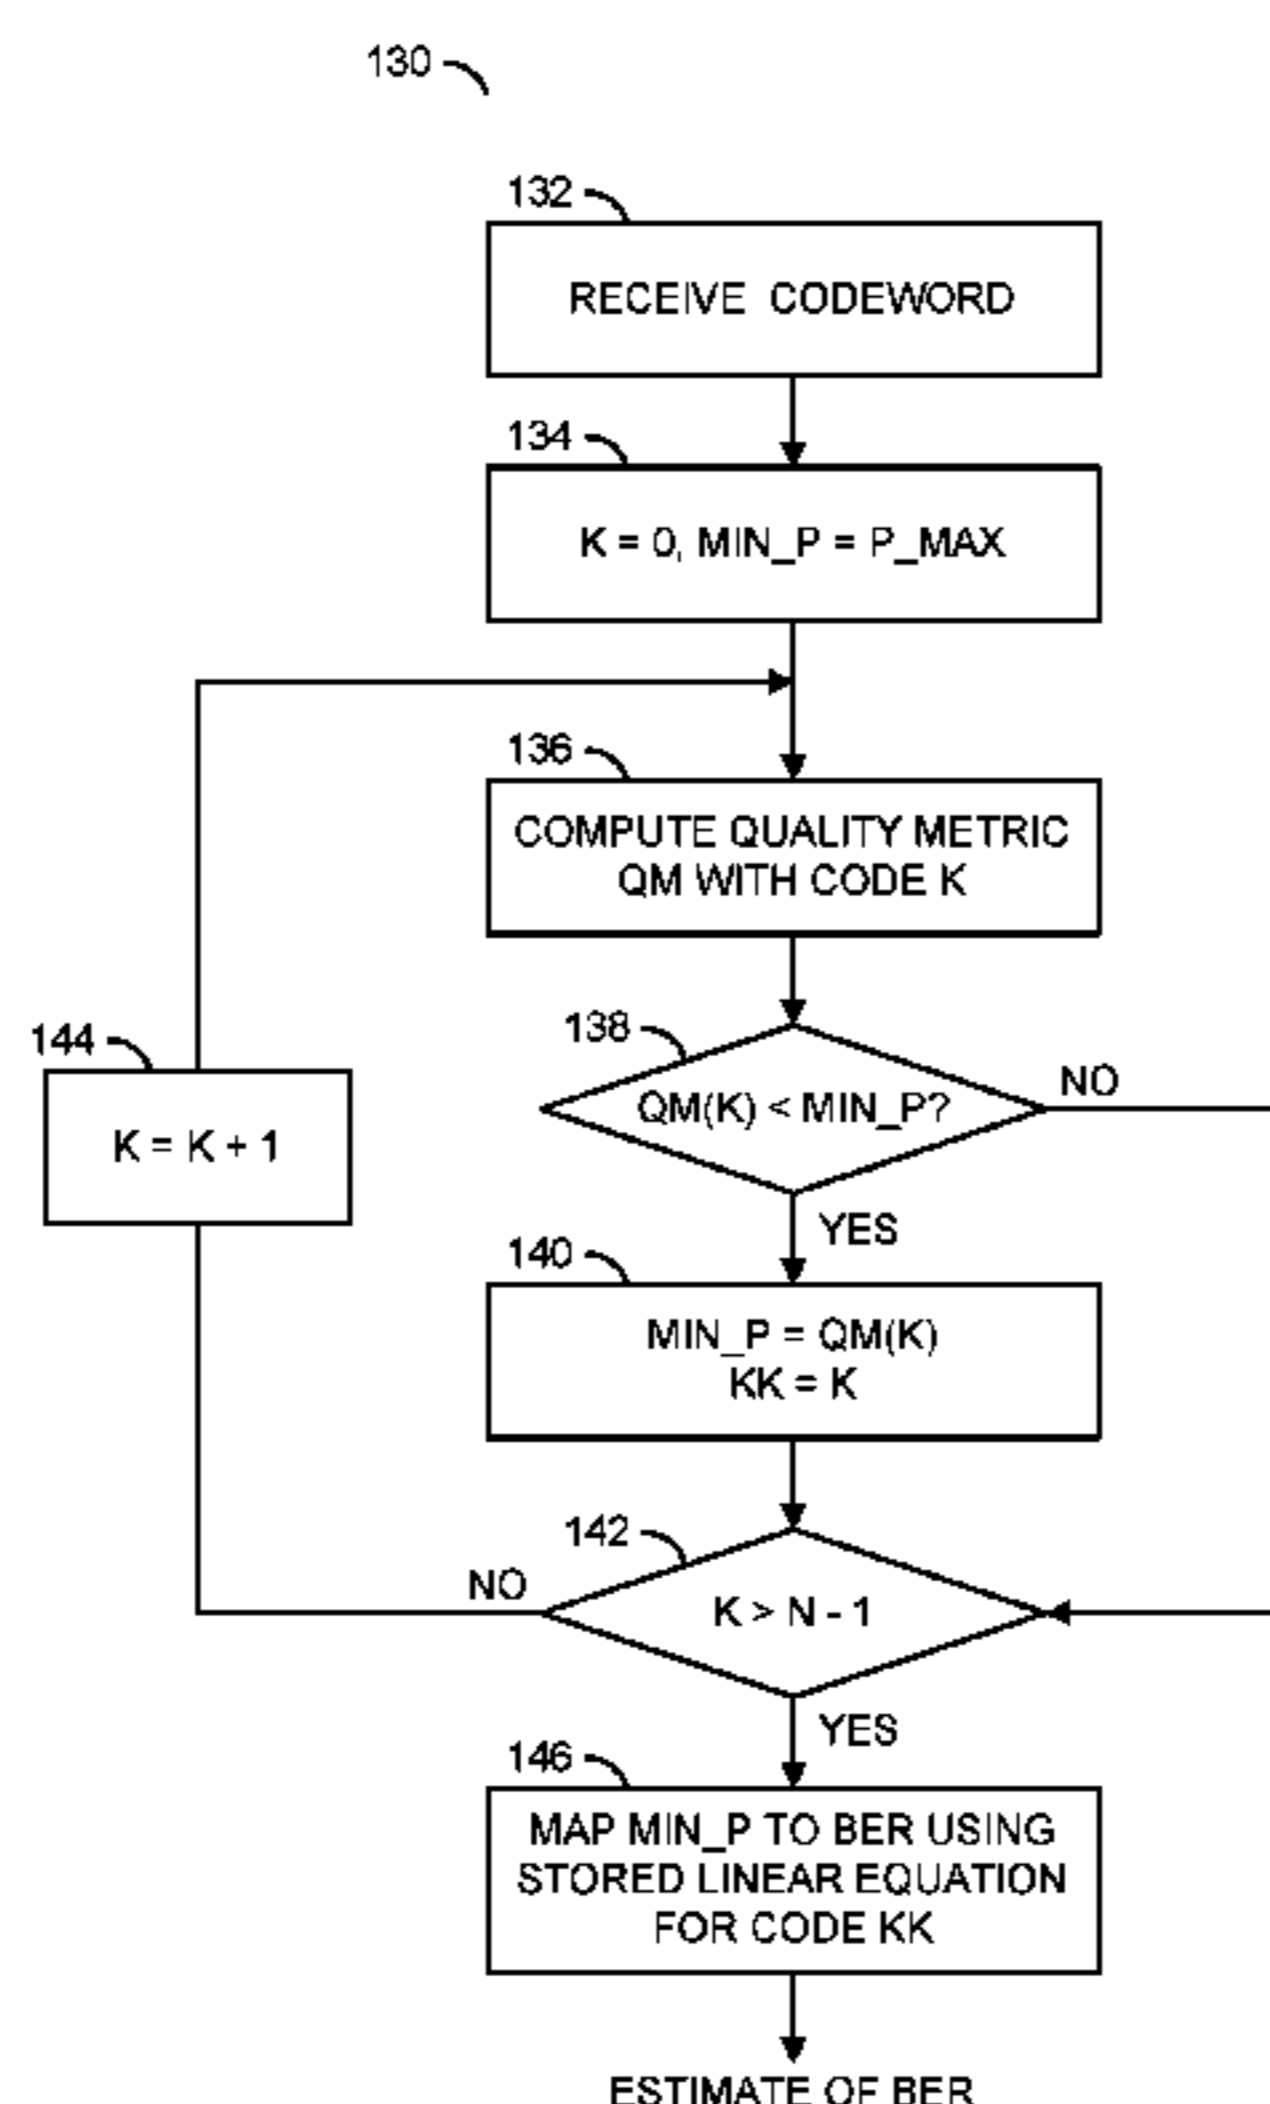 130
132
RECEIVE CODEWORD
134
K = 0, MIN_P = P_MAX
136
COMPUTE QUALITY METRIC
QM WITH CODE K
138
QM(K) < MIN_P?
NO
YES
144
K = K + 1
140
MIN_P = QM(K)
KK = K
142
NO
K > N - 1
YES
146
MAP MIN_P TO BER USING
STORED LINEAR EQUATION
FOR CODE KK
ESTIMATE OF BER